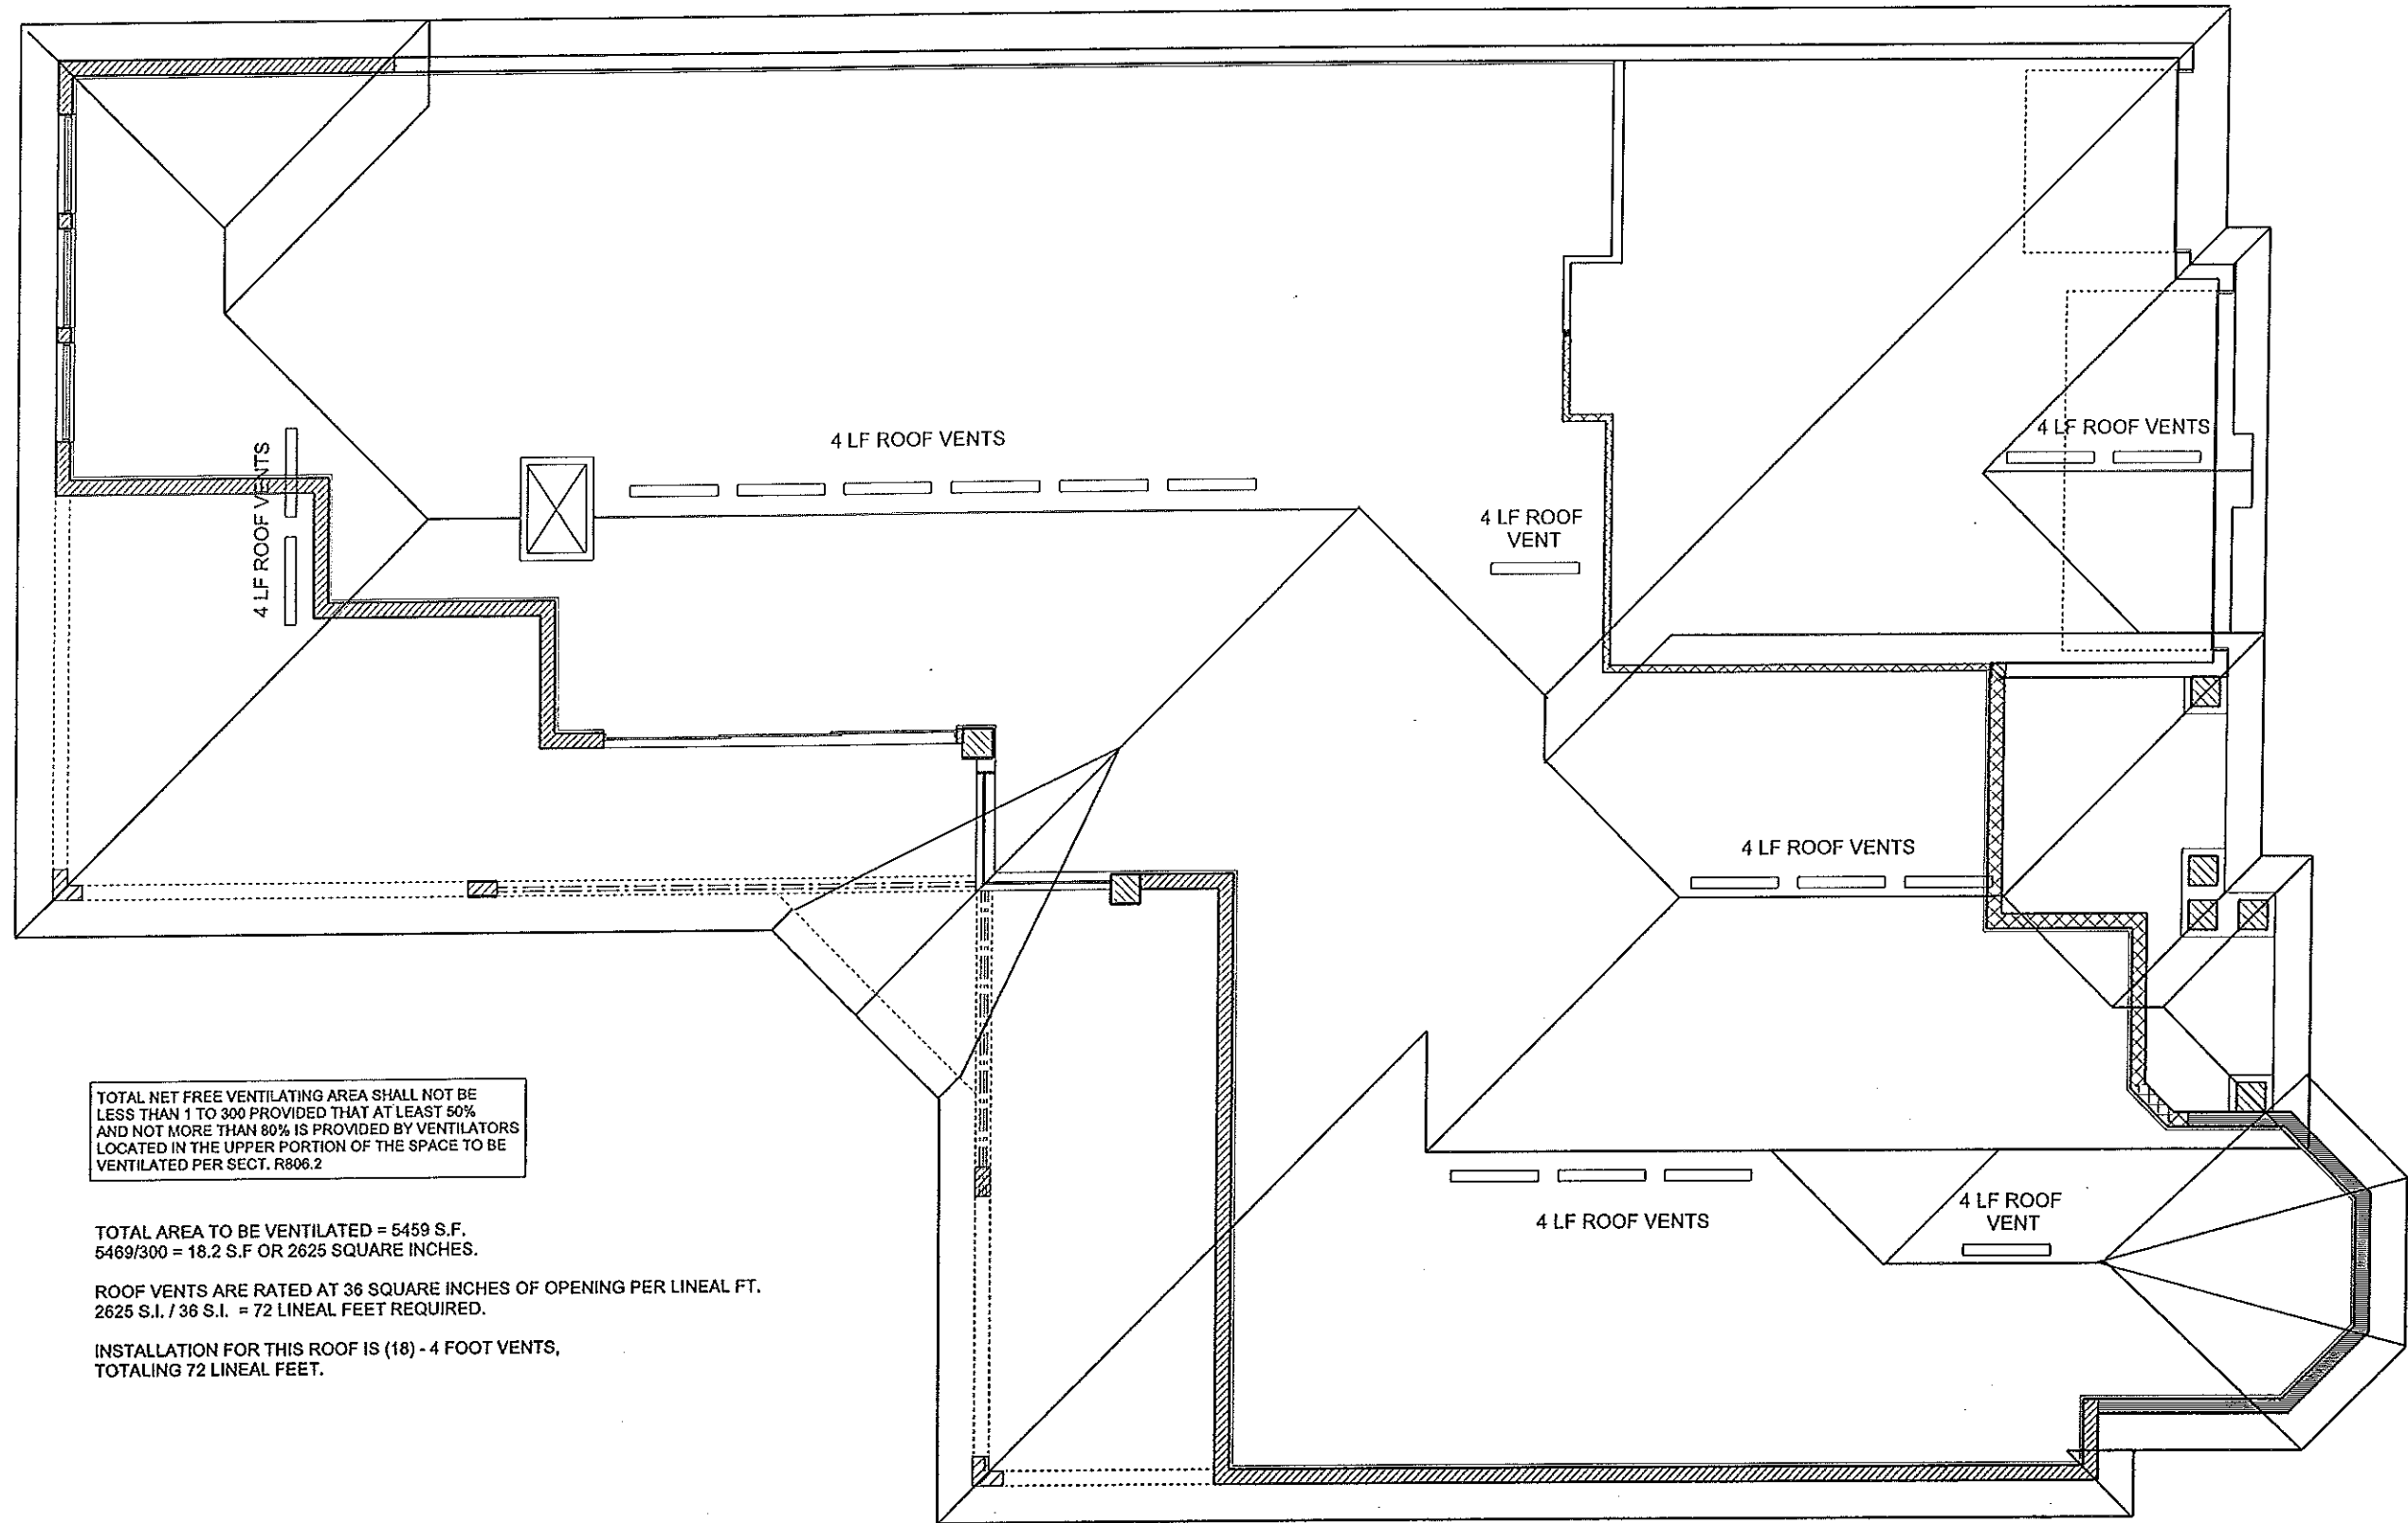 4 LF ROOF VENTS
4 LF ROOF VENTS
4 LF ROOF VENTS
4 LF ROOF
VENT
4 LF ROOF VENTS
4 LF ROOF VENTS
4 LF ROOF
VENT
4 LF ROOF VENTS
TOTAL NET FREE VENTILATING AREA SHALL NOT BE
LESS THAN 1 TO 300 PROVIDED THAT AT LEAST 50%
AND NOT MORE THAN 80% IS PROVIDED BY VENTILATORS
LOCATED IN THE UPPER PORTION OF THE SPACE TO BE
VENTILATED PER SECT. R806.2
TOTAL AREA TO BE VENTILATED = 5459 S.F.
5469/300 = 18.2 S.F OR 2625 SQUARE INCHES.
ROOF VENTS ARE RATED AT 36 SQUARE INCHES OF OPENING PER LINEAL FT.
2625 S.I. / 36 S.I. = 72 LINEAL FEET REQUIRED.
INSTALLATION FOR THIS ROOF IS (18) - 4 FOOT VENTS,
TOTALING 72 LINEAL FEET.